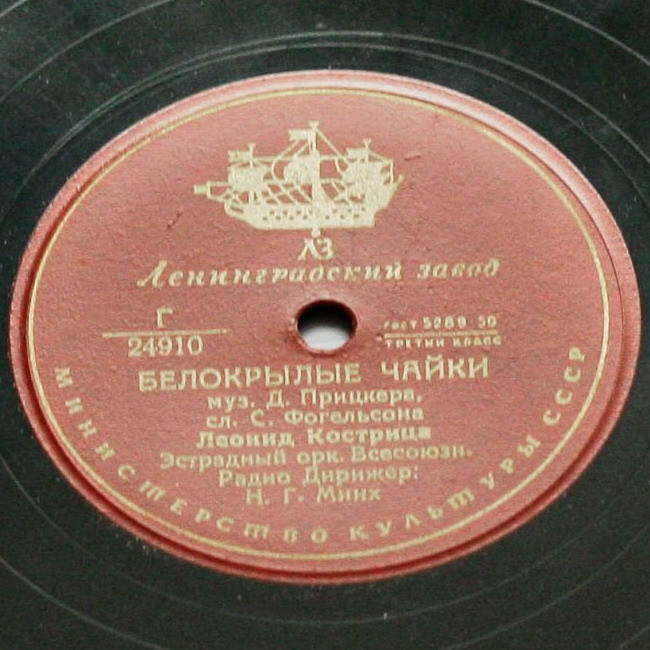 ЛЗ
Ленинградский завод
Г
24910
ГОСТ 5289-50
ТРЕТИЙ КЛАСС
БЕЛОКРЫЛЫЕ ЧАЙКИ
муз. Д. Прицкера,
сл. С. Фогельсона
Леонид Кострица
Эстрадный орк. Всесоюзн.
Радио Дирижер:
Н. Г. Минх
МИНИСТЕРСТВО КУЛЬТУРЫ СССР